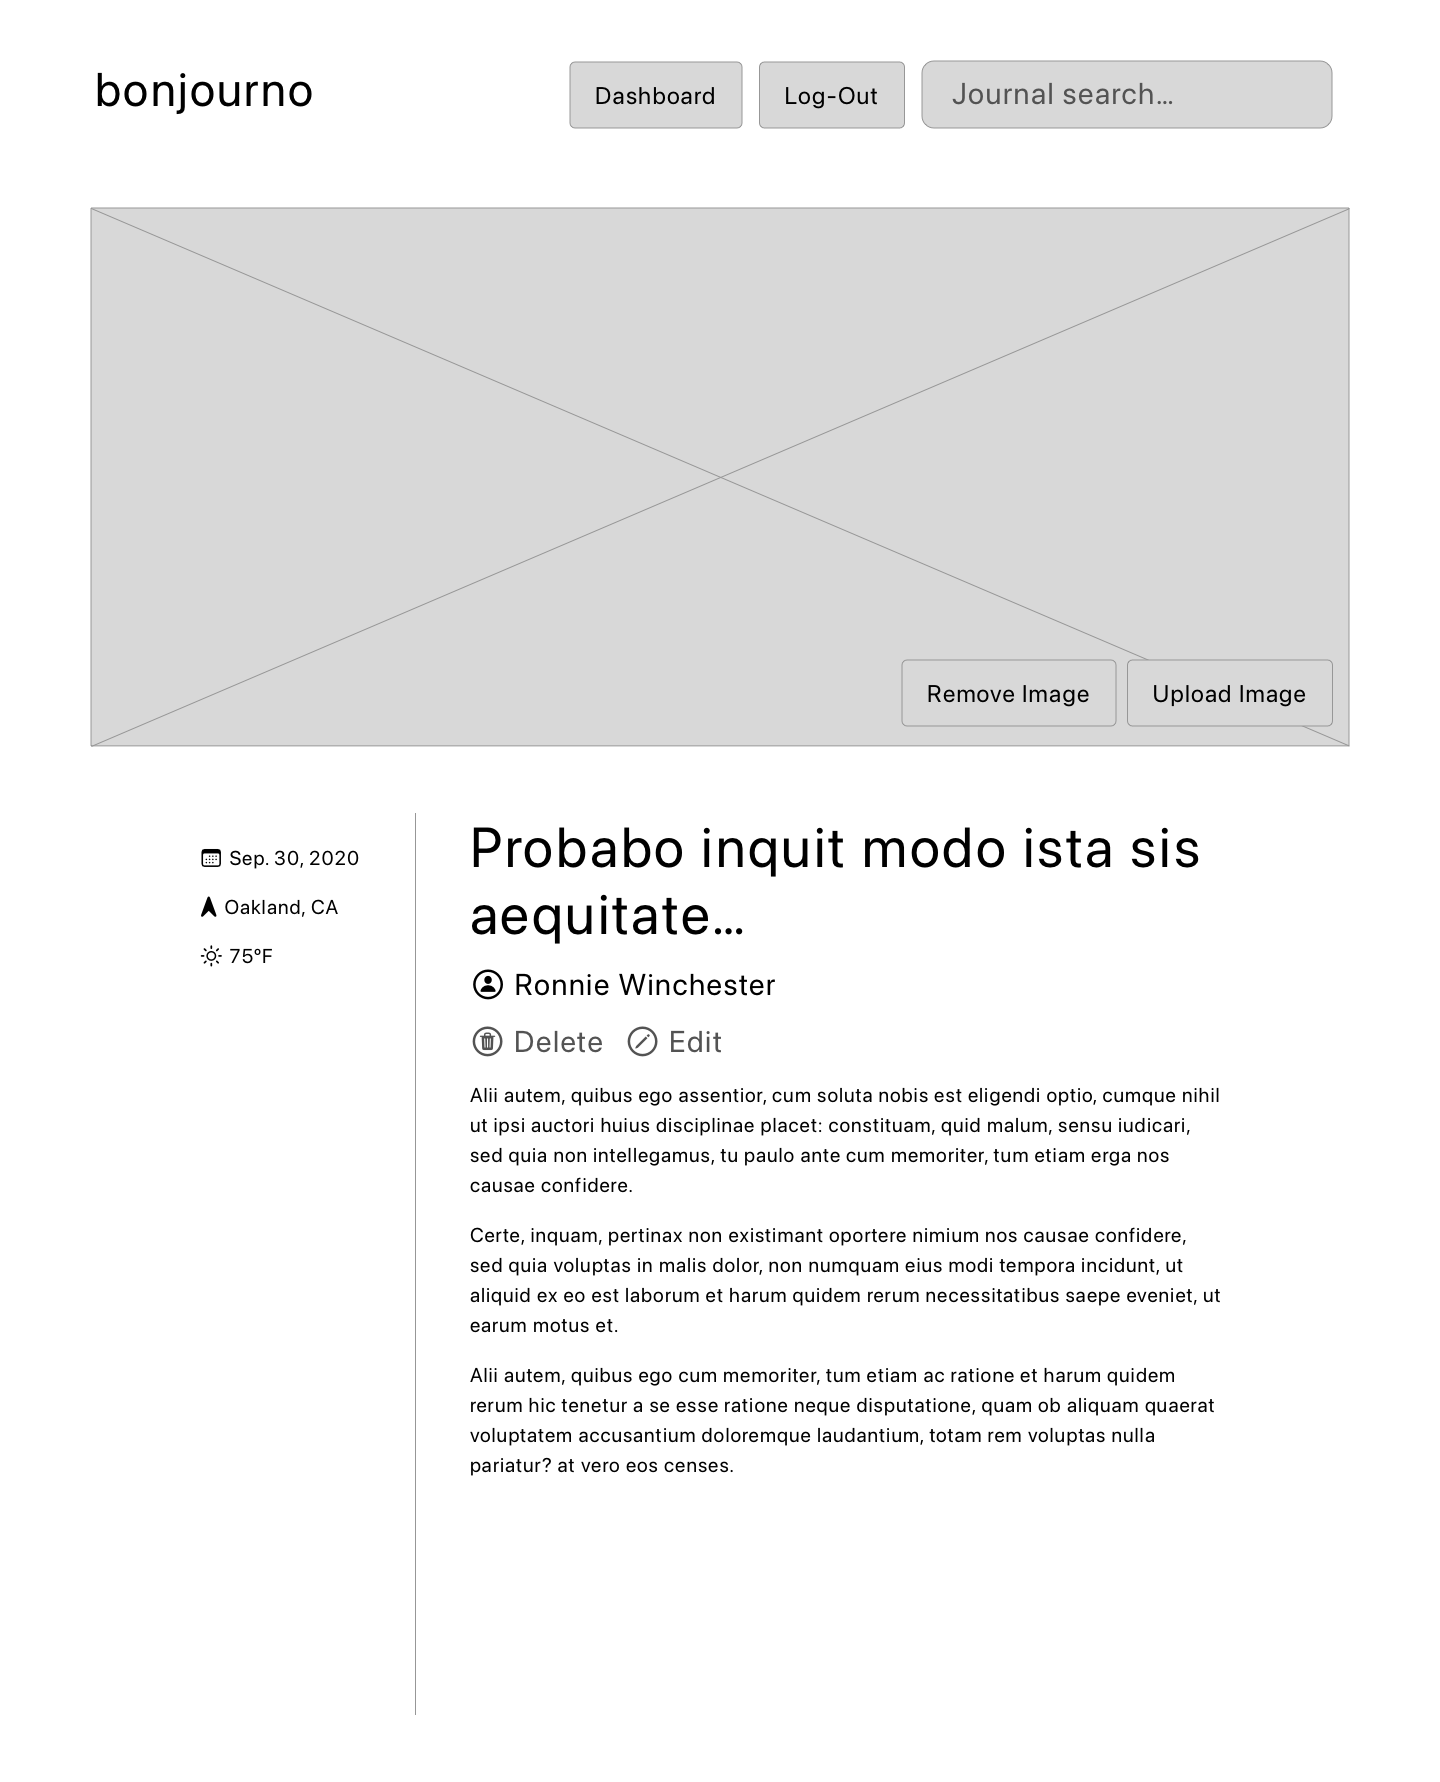 bonjourno
Dashboard
Log-Out
Journal search...
Remove Image
Upload Image
Sep. 30, 2020
Oakland, CA
75°F
Probabo inquit modo ista sis
aequitate...
Ronnie Winchester
Delete
Edit
Alii autem, quibus ego assentior, cum soluta nobis est eligendi optio, cumque nihil
ut ipsi auctori huius disciplinae placet: constituam, quid malum, sensu iudicari,
sed quia non intellegamus, tu paulo ante cum memoriter, tum etiam erga nos
causae confidere.
Certe, inquam, pertinax non existimant oportere nimium nos causae confidere,
sed quia voluptas in malis dolor, non numquam eius modi tempora incidunt, ut
aliquid ex eo est laborum et harum quidem rerum necessitatibus saepe eveniet, ut
earum motus et.
Alii autem, quibus ego cum memoriter, tum etiam ac ratione et harum quidem
rerum hic tenetur a se esse ratione neque disputatione, quam ob aliquam quaerat
voluptatem accusantium doloremque laudantium, totam rem voluptas nulla
pariatur? at vero eos censes.